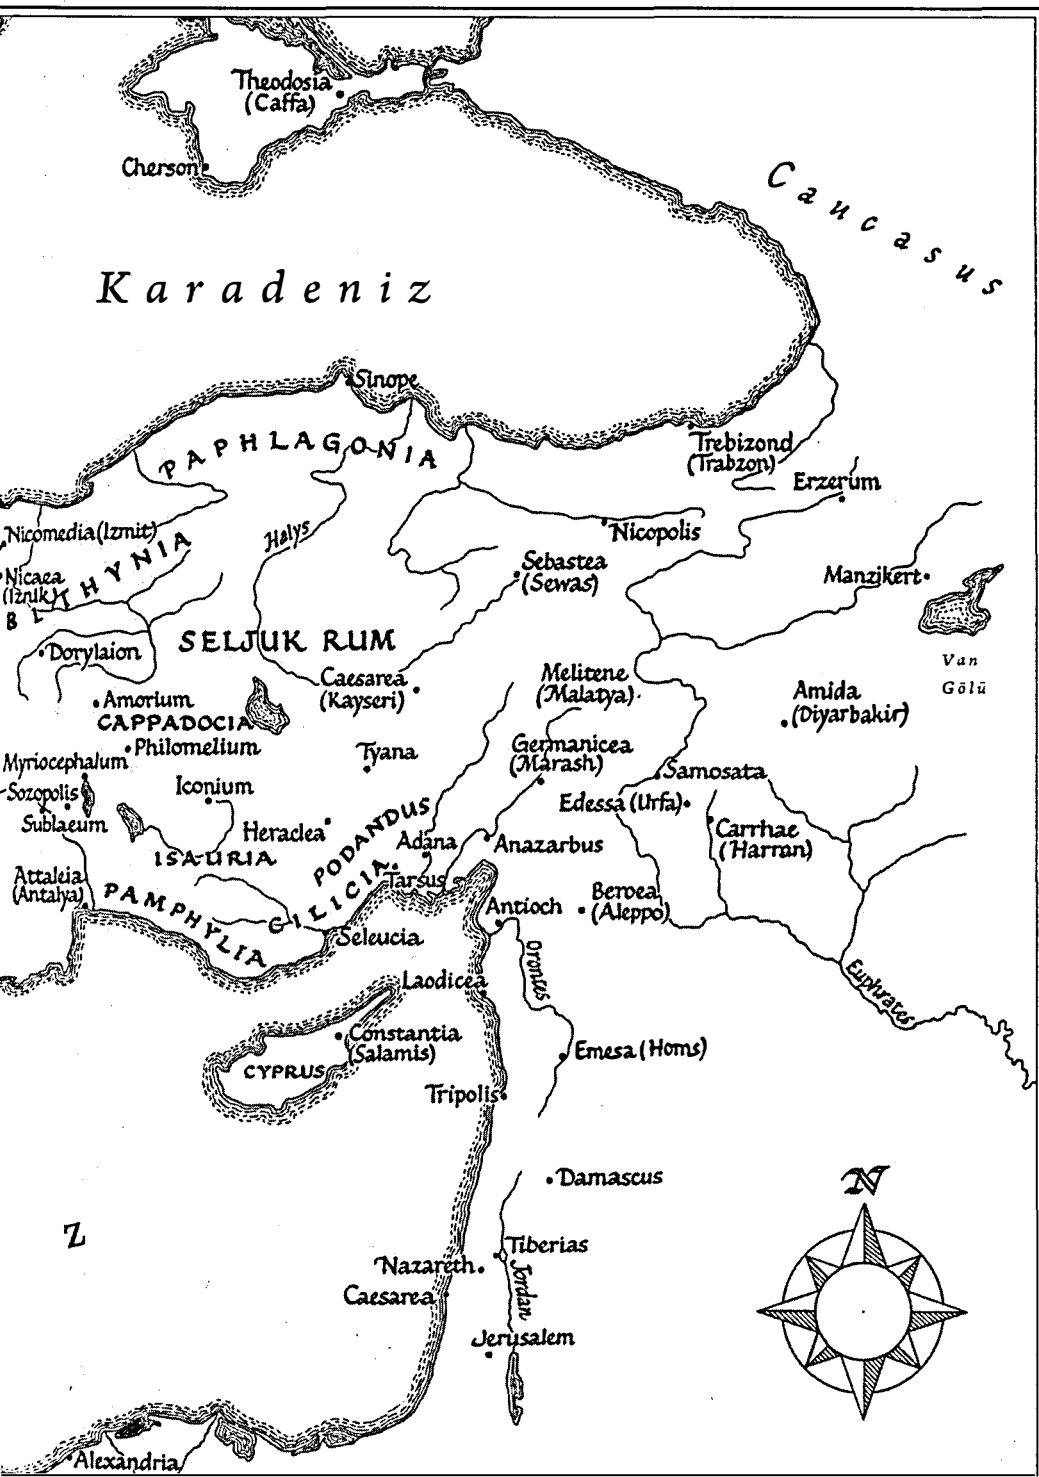 Theodosia
(Caffa)
Cherson
Caucasus
Karadeniz
Sinope
PAPHLAGONIA
Trebizond
(Trabzon)
Erzerum
Nicomedia (Izmit)
Halys
Nicopolis
Nicaea
(Iznik)
BITHYNIA
Sebastea
(Sewas)
Manzikert
SELJUK RUM
Dorylaion
Van
Gölü
Caesarea
(Kayseri)
Melitene
(Malatya)
Amida
(Diyarbakir)
Amorium
CAPPADOCIA
Philomelium
Myriocephalum
Tyana
Germanicea
(Marash)
Samosata
Sozopolis
Iconium
Edessa (Urfa)
Sublaeum
Heraclea
PODANDUS
Adana
Anazarbus
Carrhae
(Harran)
ISAURIA
Attaleia
(Antalya)
PAMPHYLIA
CILICIA
Tarsus
Antioch
Beroea
(Aleppo)
Seleucia
Orontes
Euphrates
Laodicea
Constantia
(Salamis)
CYPRUS
Emesa (Homs)
Tripolis
Damascus
N
Z
Tiberias
Nazareth
Jordan
Caesarea
Jerusalem
Alexandria